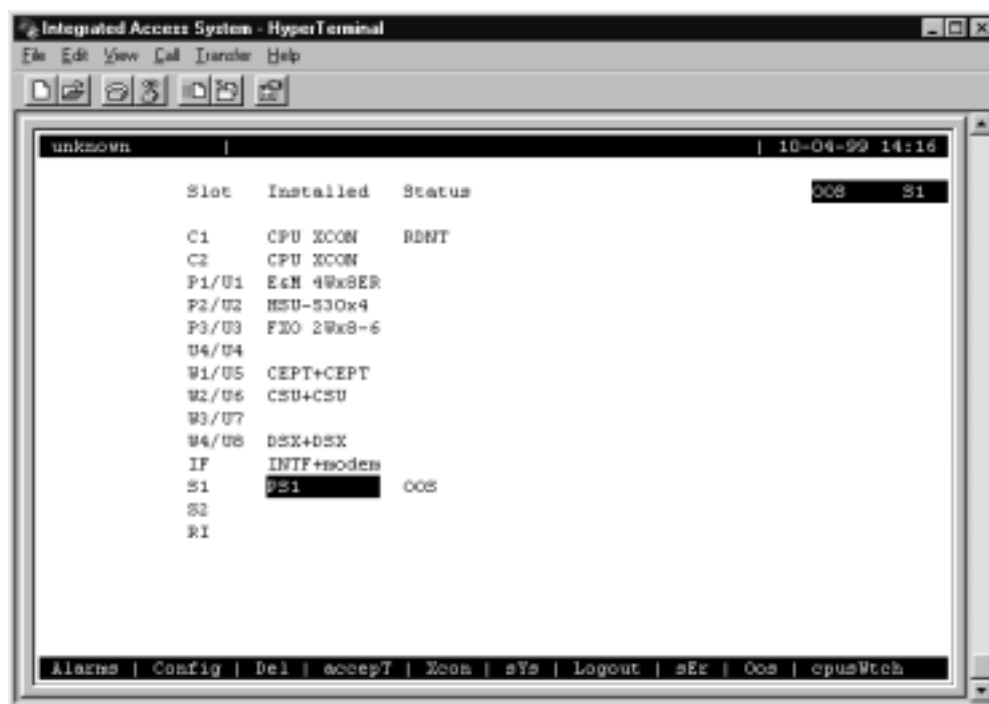 Integrated Access System - HyperTerminal
File Edit View Call Transfer Help
unknown | | 10-04-99 14:16
Slot Installed Status OOS S1
C1 CPU XCON RDNT
C2 CPU XCON
P1/U1 E&M 4Wx8ER
P2/U2 HSU-530x4
P3/U3 FXO 2Wx8-6
U4/U4
W1/U5 CEPT+CEPT
W2/U6 CSU+CSU
W3/U7
W4/U8 DSX+DSX
IF INTF+modem
S1 PS1 OOS
S2
RI
Alarms | Config | Del | accepT | Xcon | sYs | Logout | sEr | Oos | cpusWtch